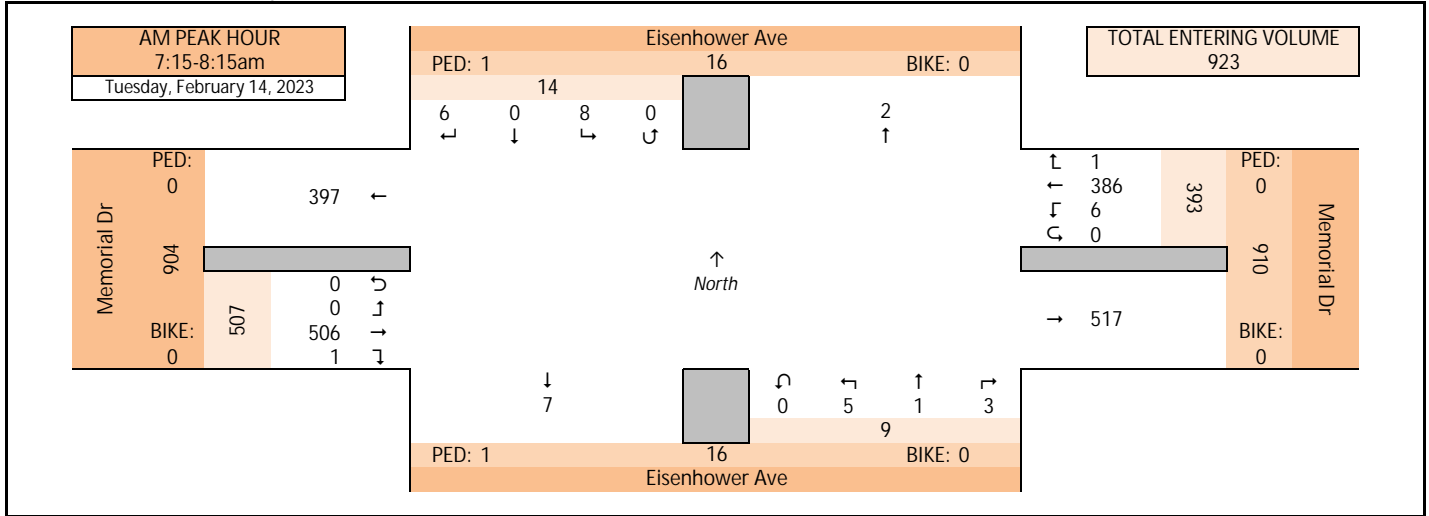 AM PEAK HOUR
7:15-8:15am
Tuesday, February 14, 2023
Eisenhower Ave
PED: 1 16 BIKE: 0
14
6 0 8 0
↵ ↓ ↳ ↺
2
↑
TOTAL ENTERING VOLUME
923
Memorial Dr
PED:
0
904
BIKE:
0
397 ←
507
0 ↺
0 ↰
506 →
1 ↴
↑
North
↱ 1
← 386
↲ 6
↺ 0
393
→ 517
PED:
0
910
BIKE:
0
Memorial Dr
↓
7
↺ ↰ ↑ ↱
0 5 1 3
9
PED: 1 16 BIKE: 0
Eisenhower Ave